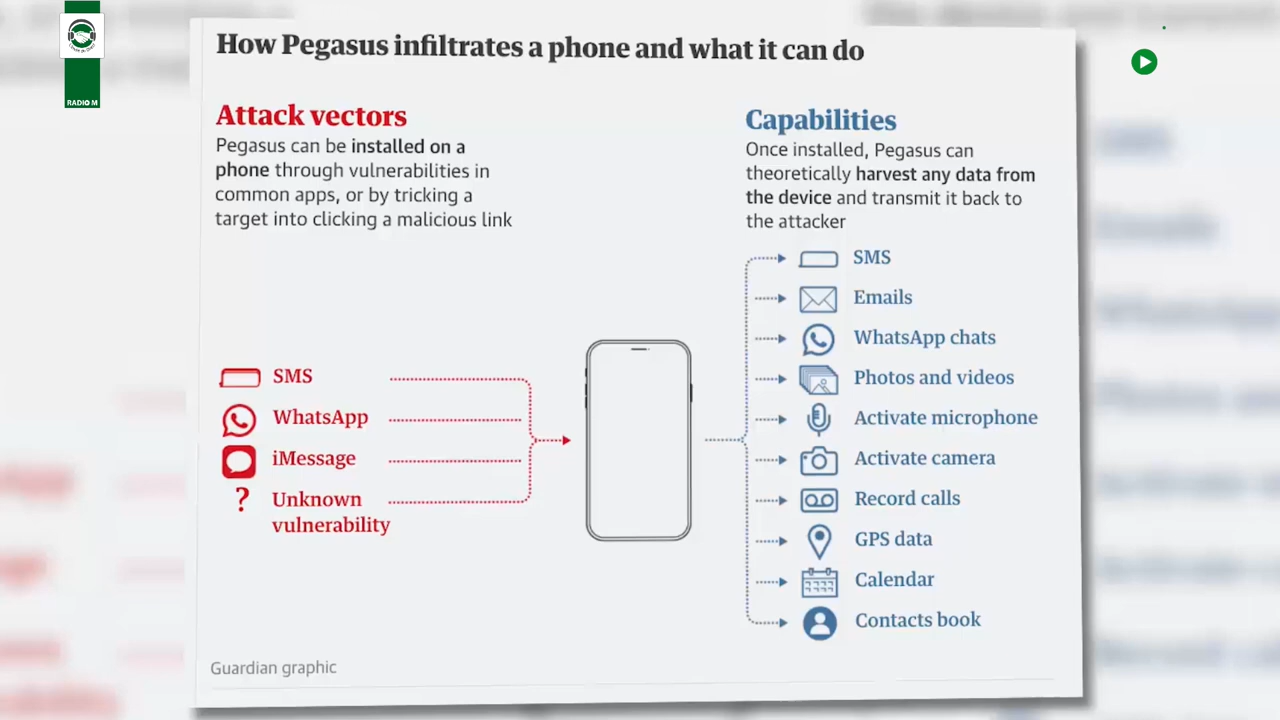 How Pegasus infiltrates a phone and what it can do
Attack vectors
Pegasus can be installed on a
phone through vulnerabilities in
common apps, or by tricking a
target into clicking a malicious link
SMS
WhatsApp
iMessage
?
Unknown
vulnerability
Capabilities
Once installed, Pegasus can
theoretically harvest any data from
the device and transmit it back to
the attacker
SMS
Emails
WhatsApp chats
Photos and videos
Activate microphone
Activate camera
Record calls
GPS data
Calendar
Contacts book
Guardian graphic
RADIO M